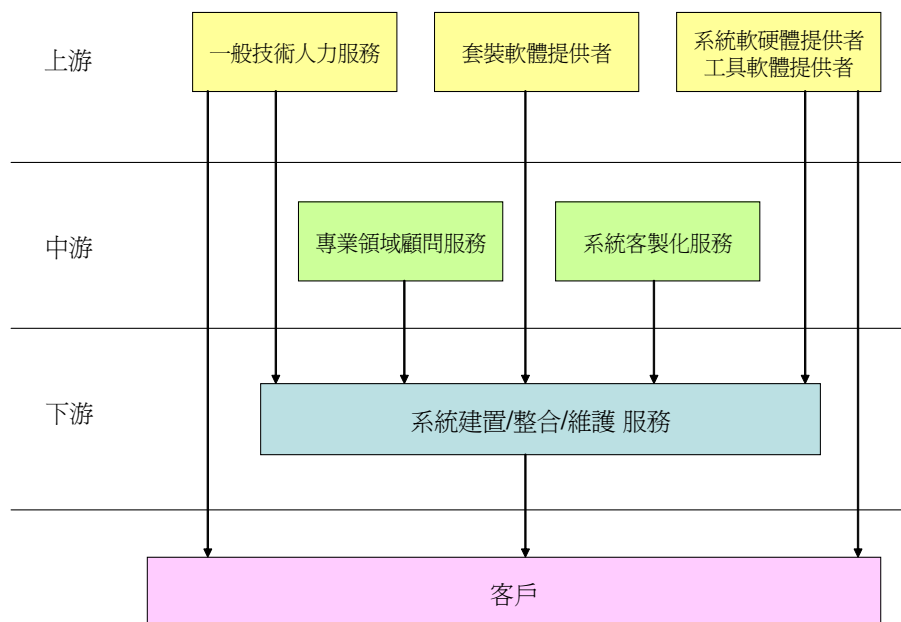 上游
一般技術人力服務
套裝軟體提供者
系統軟硬體提供者
工具軟體提供者
中游
專業領域顧問服務
系統客製化服務
下游
系統建置/整合/維護 服務
客戶